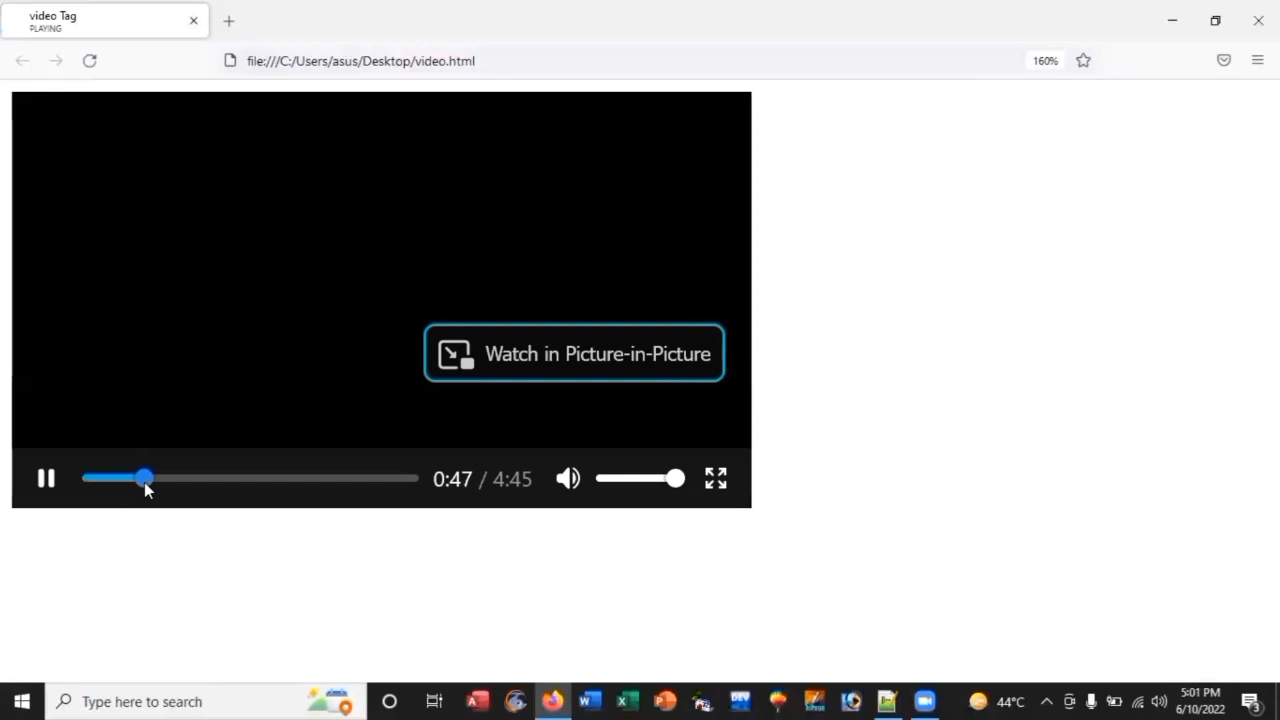 video Tag
PLAYING
file:///C:/Users/asus/Desktop/video.html
160%
Watch in Picture-in-Picture
0:47 / 4:45
Type here to search
44°C
5:01 PM
6/10/2022
3